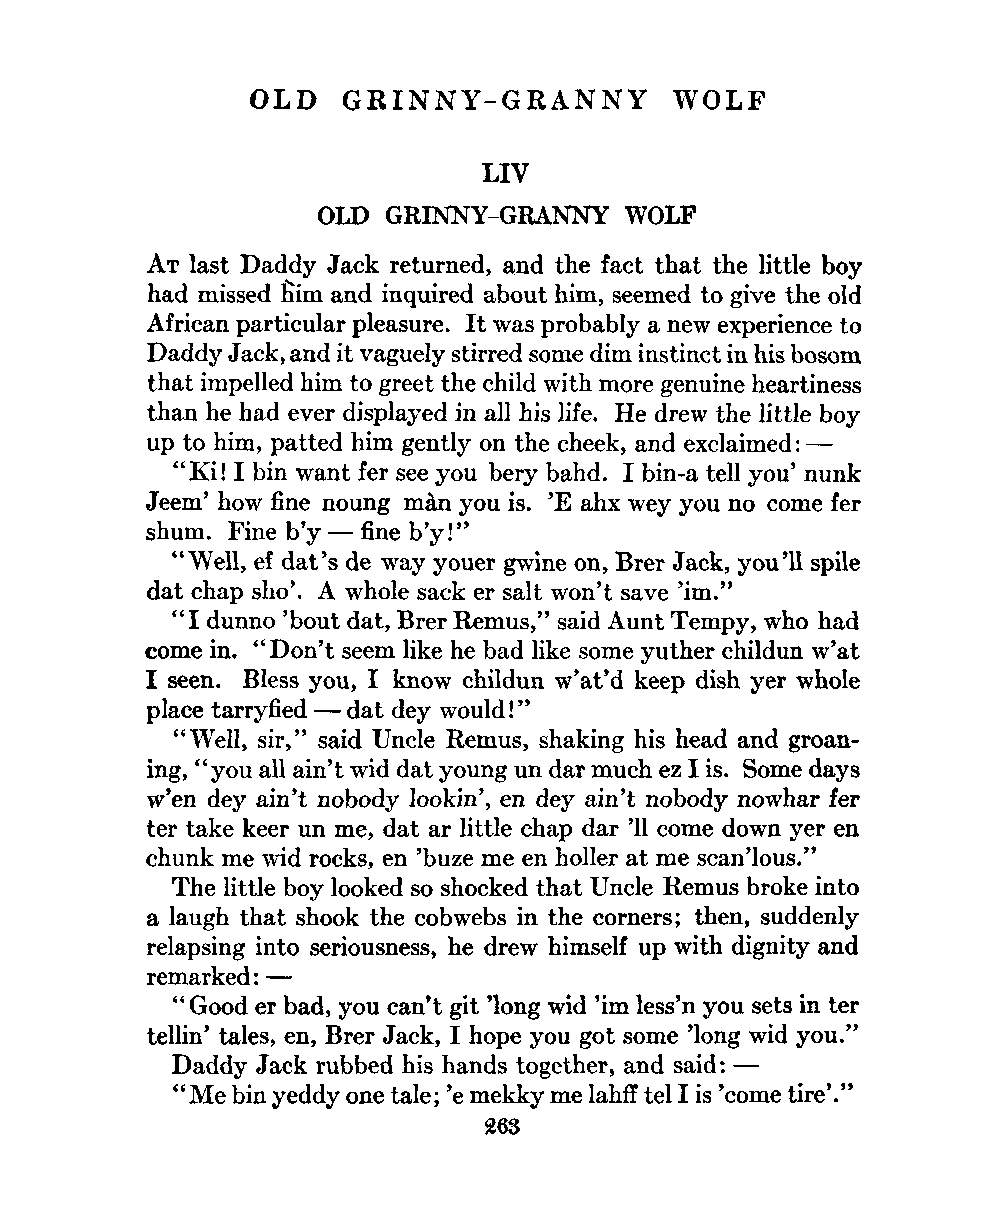 OLD GRINNY-GRANNY WOLF
LIV
OLD GRINNY-GRANNY WOLF
AT last Daddy Jack returned, and the fact that the little boy
had missed him and inquired about him, seemed to give the old
African particular pleasure. It was probably a new experience to
Daddy Jack, and it vaguely stirred some dim instinct in his bosom
that impelled him to greet the child with more genuine heartiness
than he had ever displayed in all his life. He drew the little boy
up to him, patted him gently on the cheek, and exclaimed: —
"Ki! I bin want fer see you bery bahd. I bin-a tell you' nunk
Jeem' how fine noung màn you is. 'E ahx wey you no come fer
shum. Fine b'y — fine b'y!"
"Well, ef dat's de way youer gwine on, Brer Jack, you'll spile
dat chap sho'. A whole sack er salt won't save 'im."
"I dunno 'bout dat, Brer Remus," said Aunt Tempy, who had
come in. "Don't seem like he bad like some yuther childun w'at
I seen. Bless you, I know childun w'at'd keep dish yer whole
place tarryfied — dat dey would!"
"Well, sir," said Uncle Remus, shaking his head and groan-
ing, "you all ain't wid dat young un dar much ez I is. Some days
w'en dey ain't nobody lookin', en dey ain't nobody nowhar fer
ter take keer un me, dat ar little chap dar 'll come down yer en
chunk me wid rocks, en 'buze me en holler at me scan'lous."
The little boy looked so shocked that Uncle Remus broke into
a laugh that shook the cobwebs in the corners; then, suddenly
relapsing into seriousness, he drew himself up with dignity and
remarked: —
"Good er bad, you can't git 'long wid 'im less'n you sets in ter
tellin' tales, en, Brer Jack, I hope you got some 'long wid you."
Daddy Jack rubbed his hands together, and said: —
"Me bin yeddy one tale; 'e mekky me lahff tel I is 'come tire'."
263